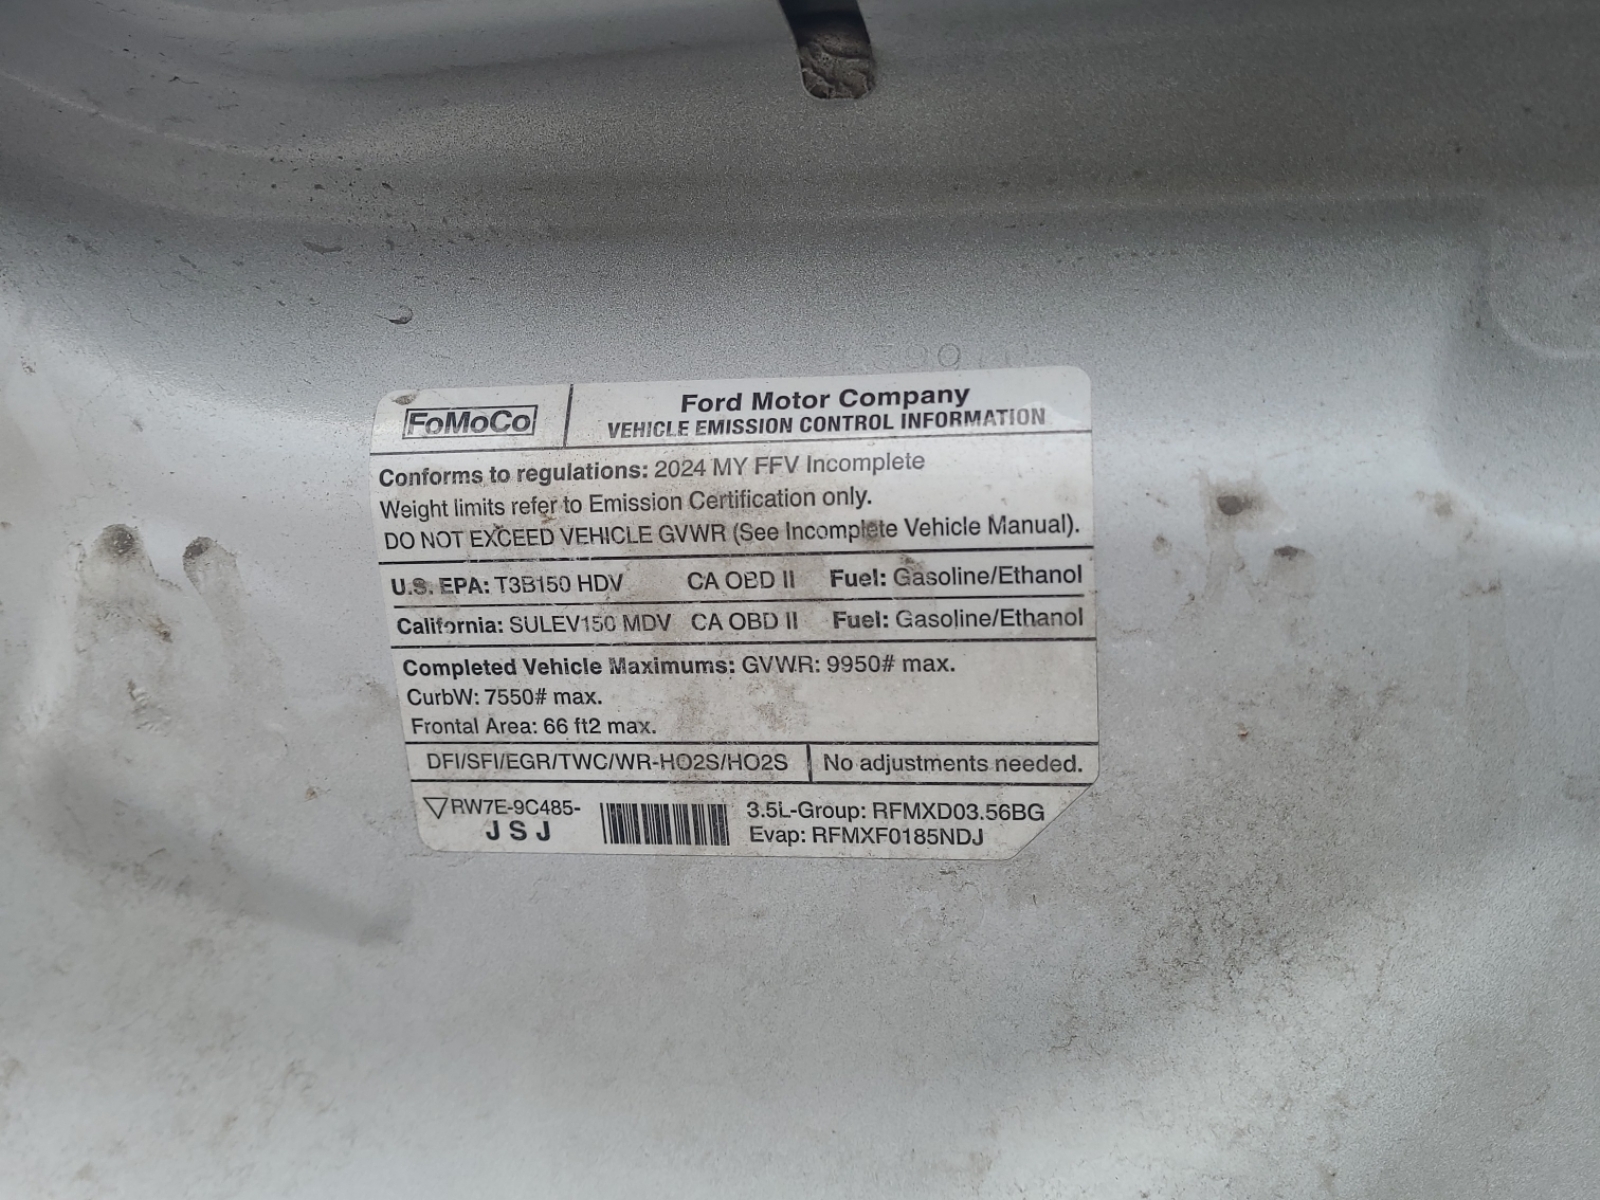 FoMoCo
Ford Motor Company
VEHICLE EMISSION CONTROL INFORMATION
Conforms to regulations: 2024 MY FFV Incomplete
Weight limits refer to Emission Certification only.
DO NOT EXCEED VEHICLE GVWR (See Incomplete Vehicle Manual).
U.S. EPA: T3B150 HDV CA OBD II Fuel: Gasoline/Ethanol
California: SULEV150 MDV CA OBD II Fuel: Gasoline/Ethanol
Completed Vehicle Maximums: GVWR: 9950# max.
CurbW: 7550# max.
Frontal Area: 66 ft2 max.
DFI/SFI/EGR/TWC/WR-HO2S/HO2S No adjustments needed.
RW7E-9C485-
JSJ
3.5L-Group: RFMXD03.56BG
Evap: RFMXF0185NDJ